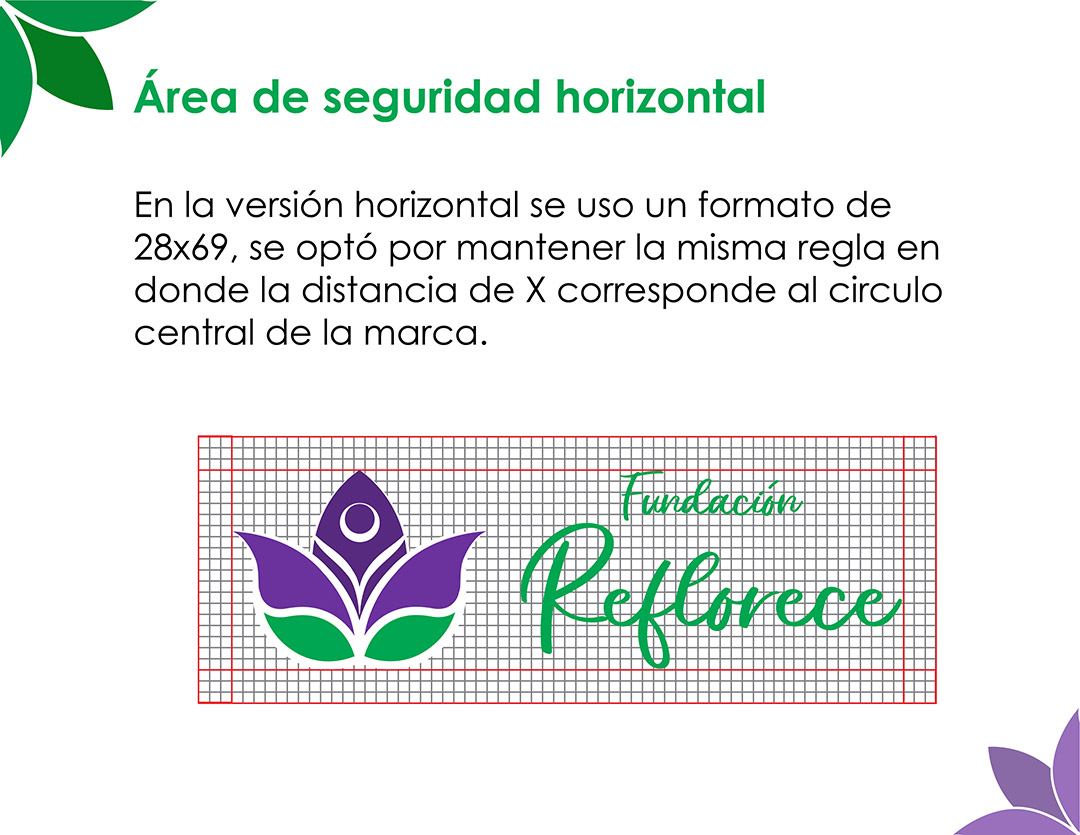 Área de seguridad horizontal
En la versión horizontal se uso un formato de
28x69, se optó por mantener la misma regla en
donde la distancia de X corresponde al circulo
central de la marca.
Fundación
Reflorece